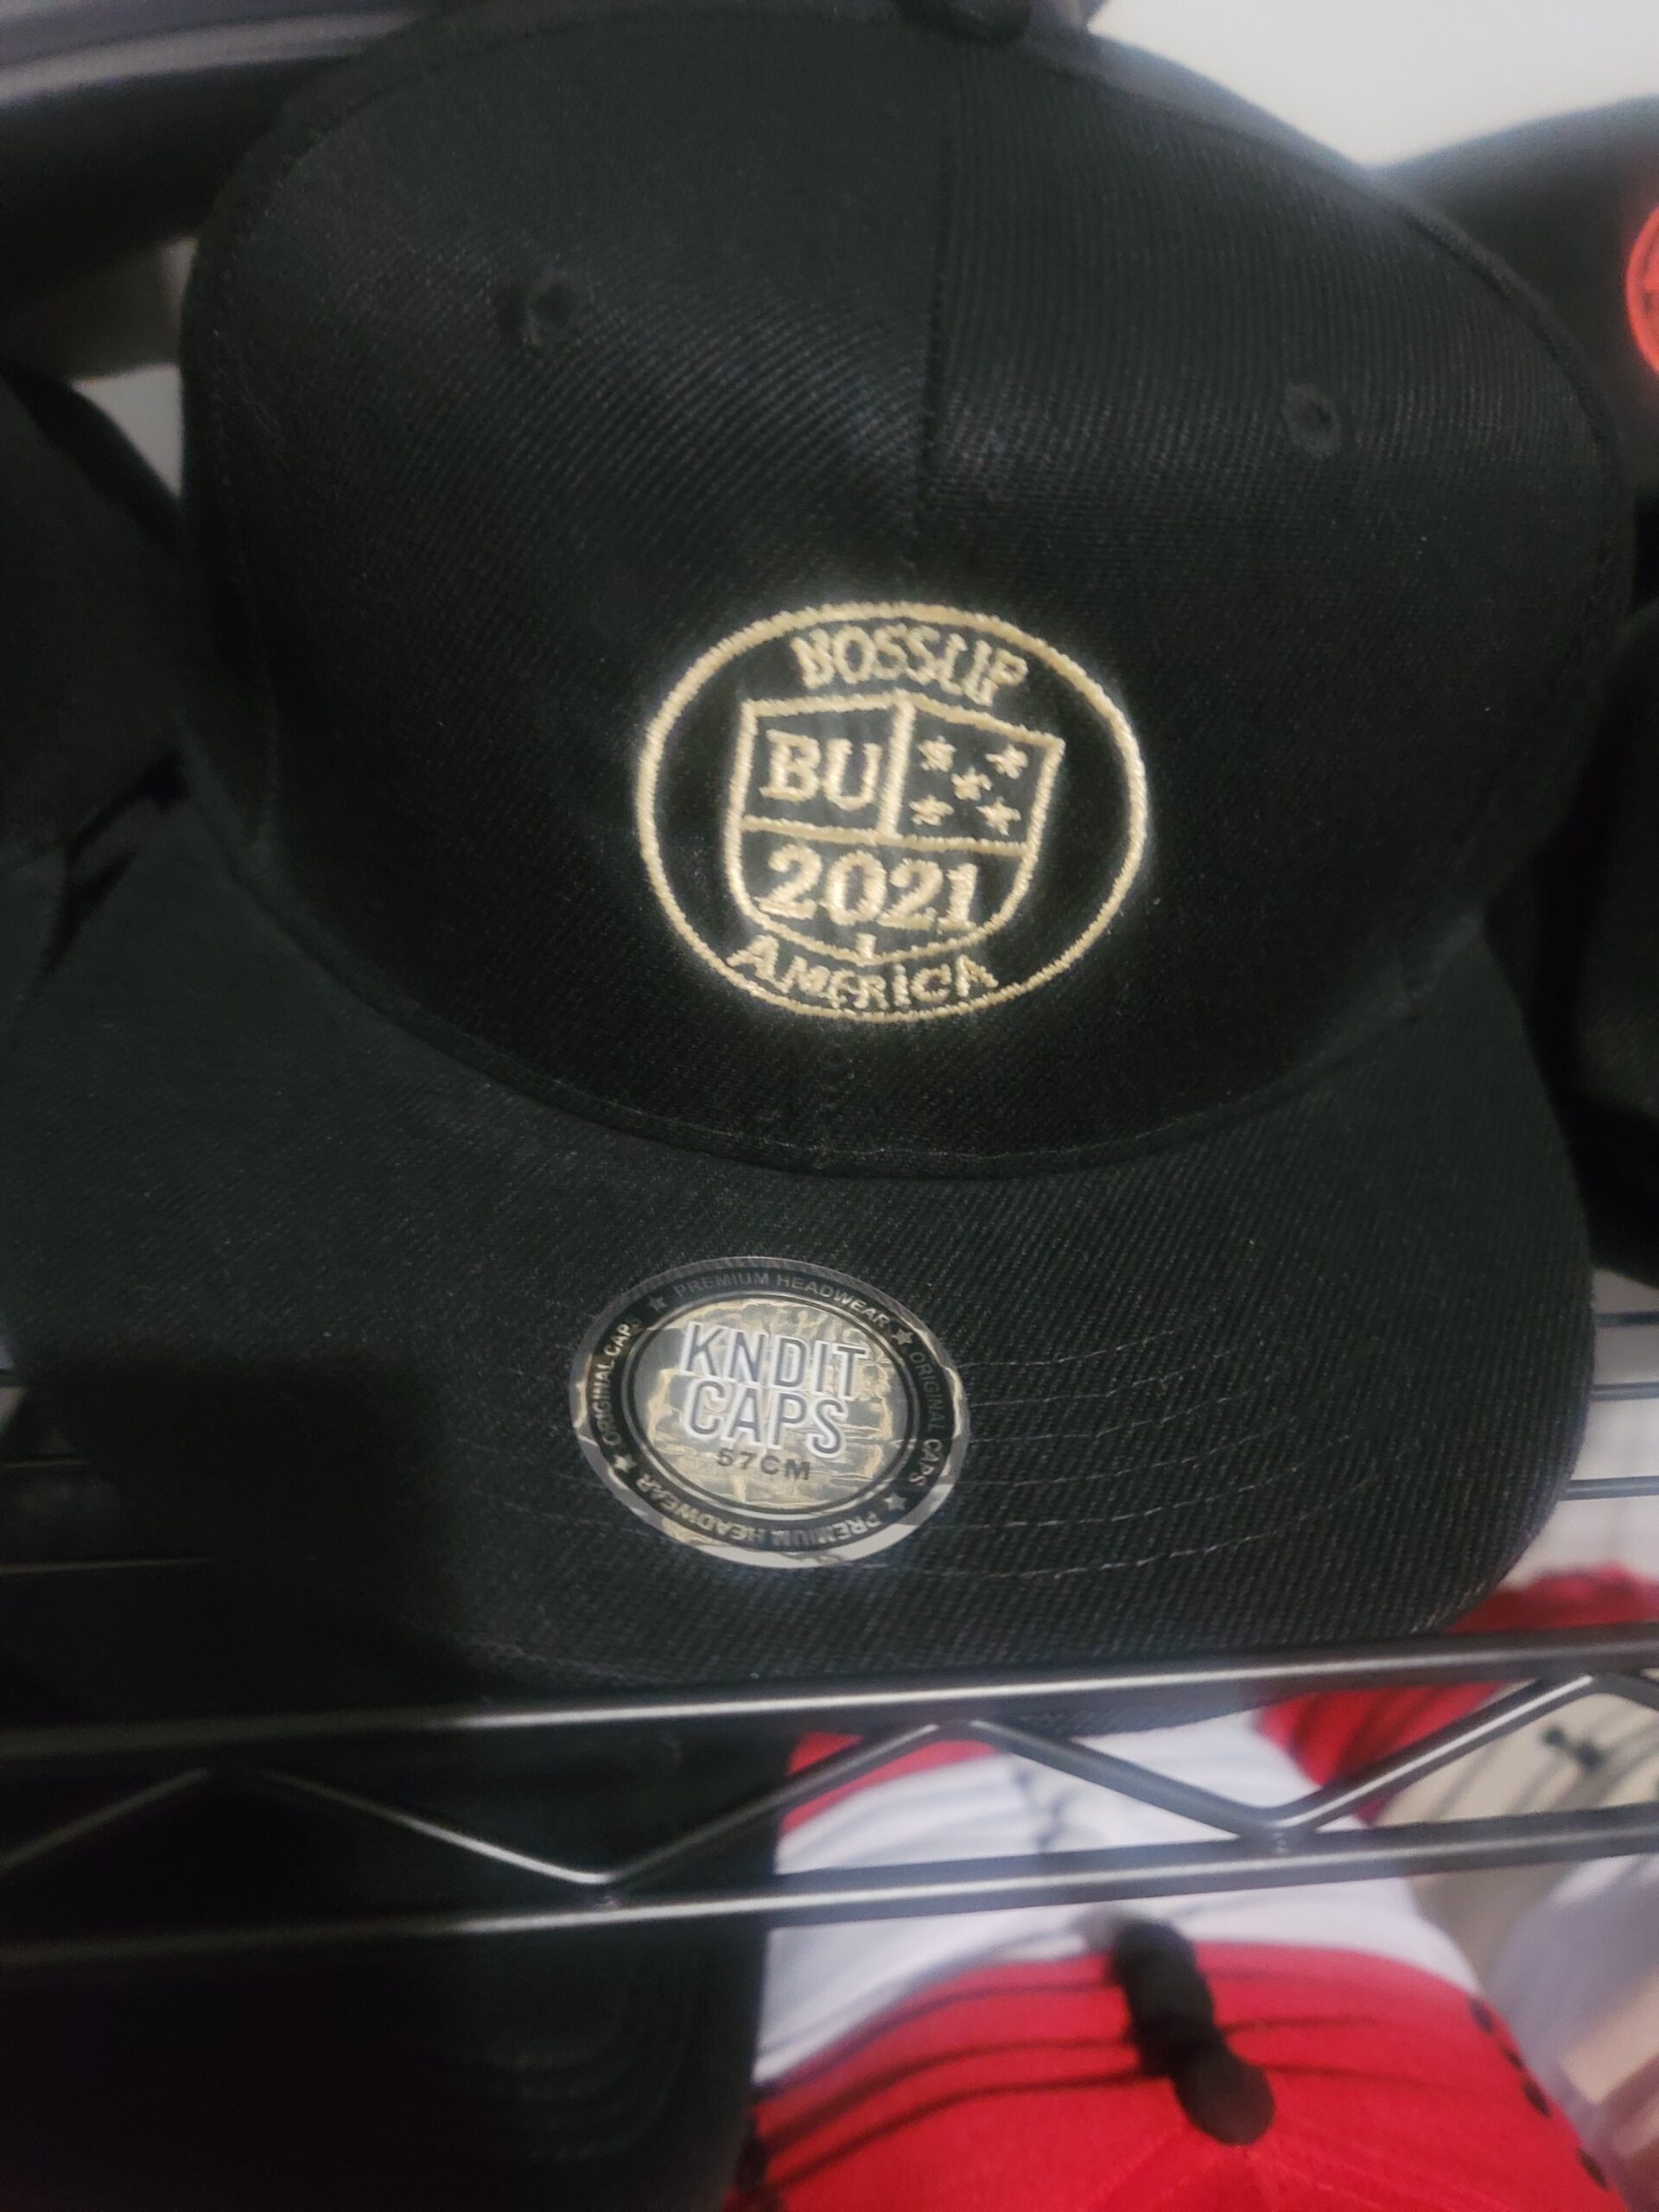 BOSSUP
BU
2021
AMERICA
PREMIUM HEADWEAR ★ ORIGINAL CAPS ★ PREMIUM HEADWEAR ★ ORIGINAL CAPS ★
KNDIT
CAPS
57CM